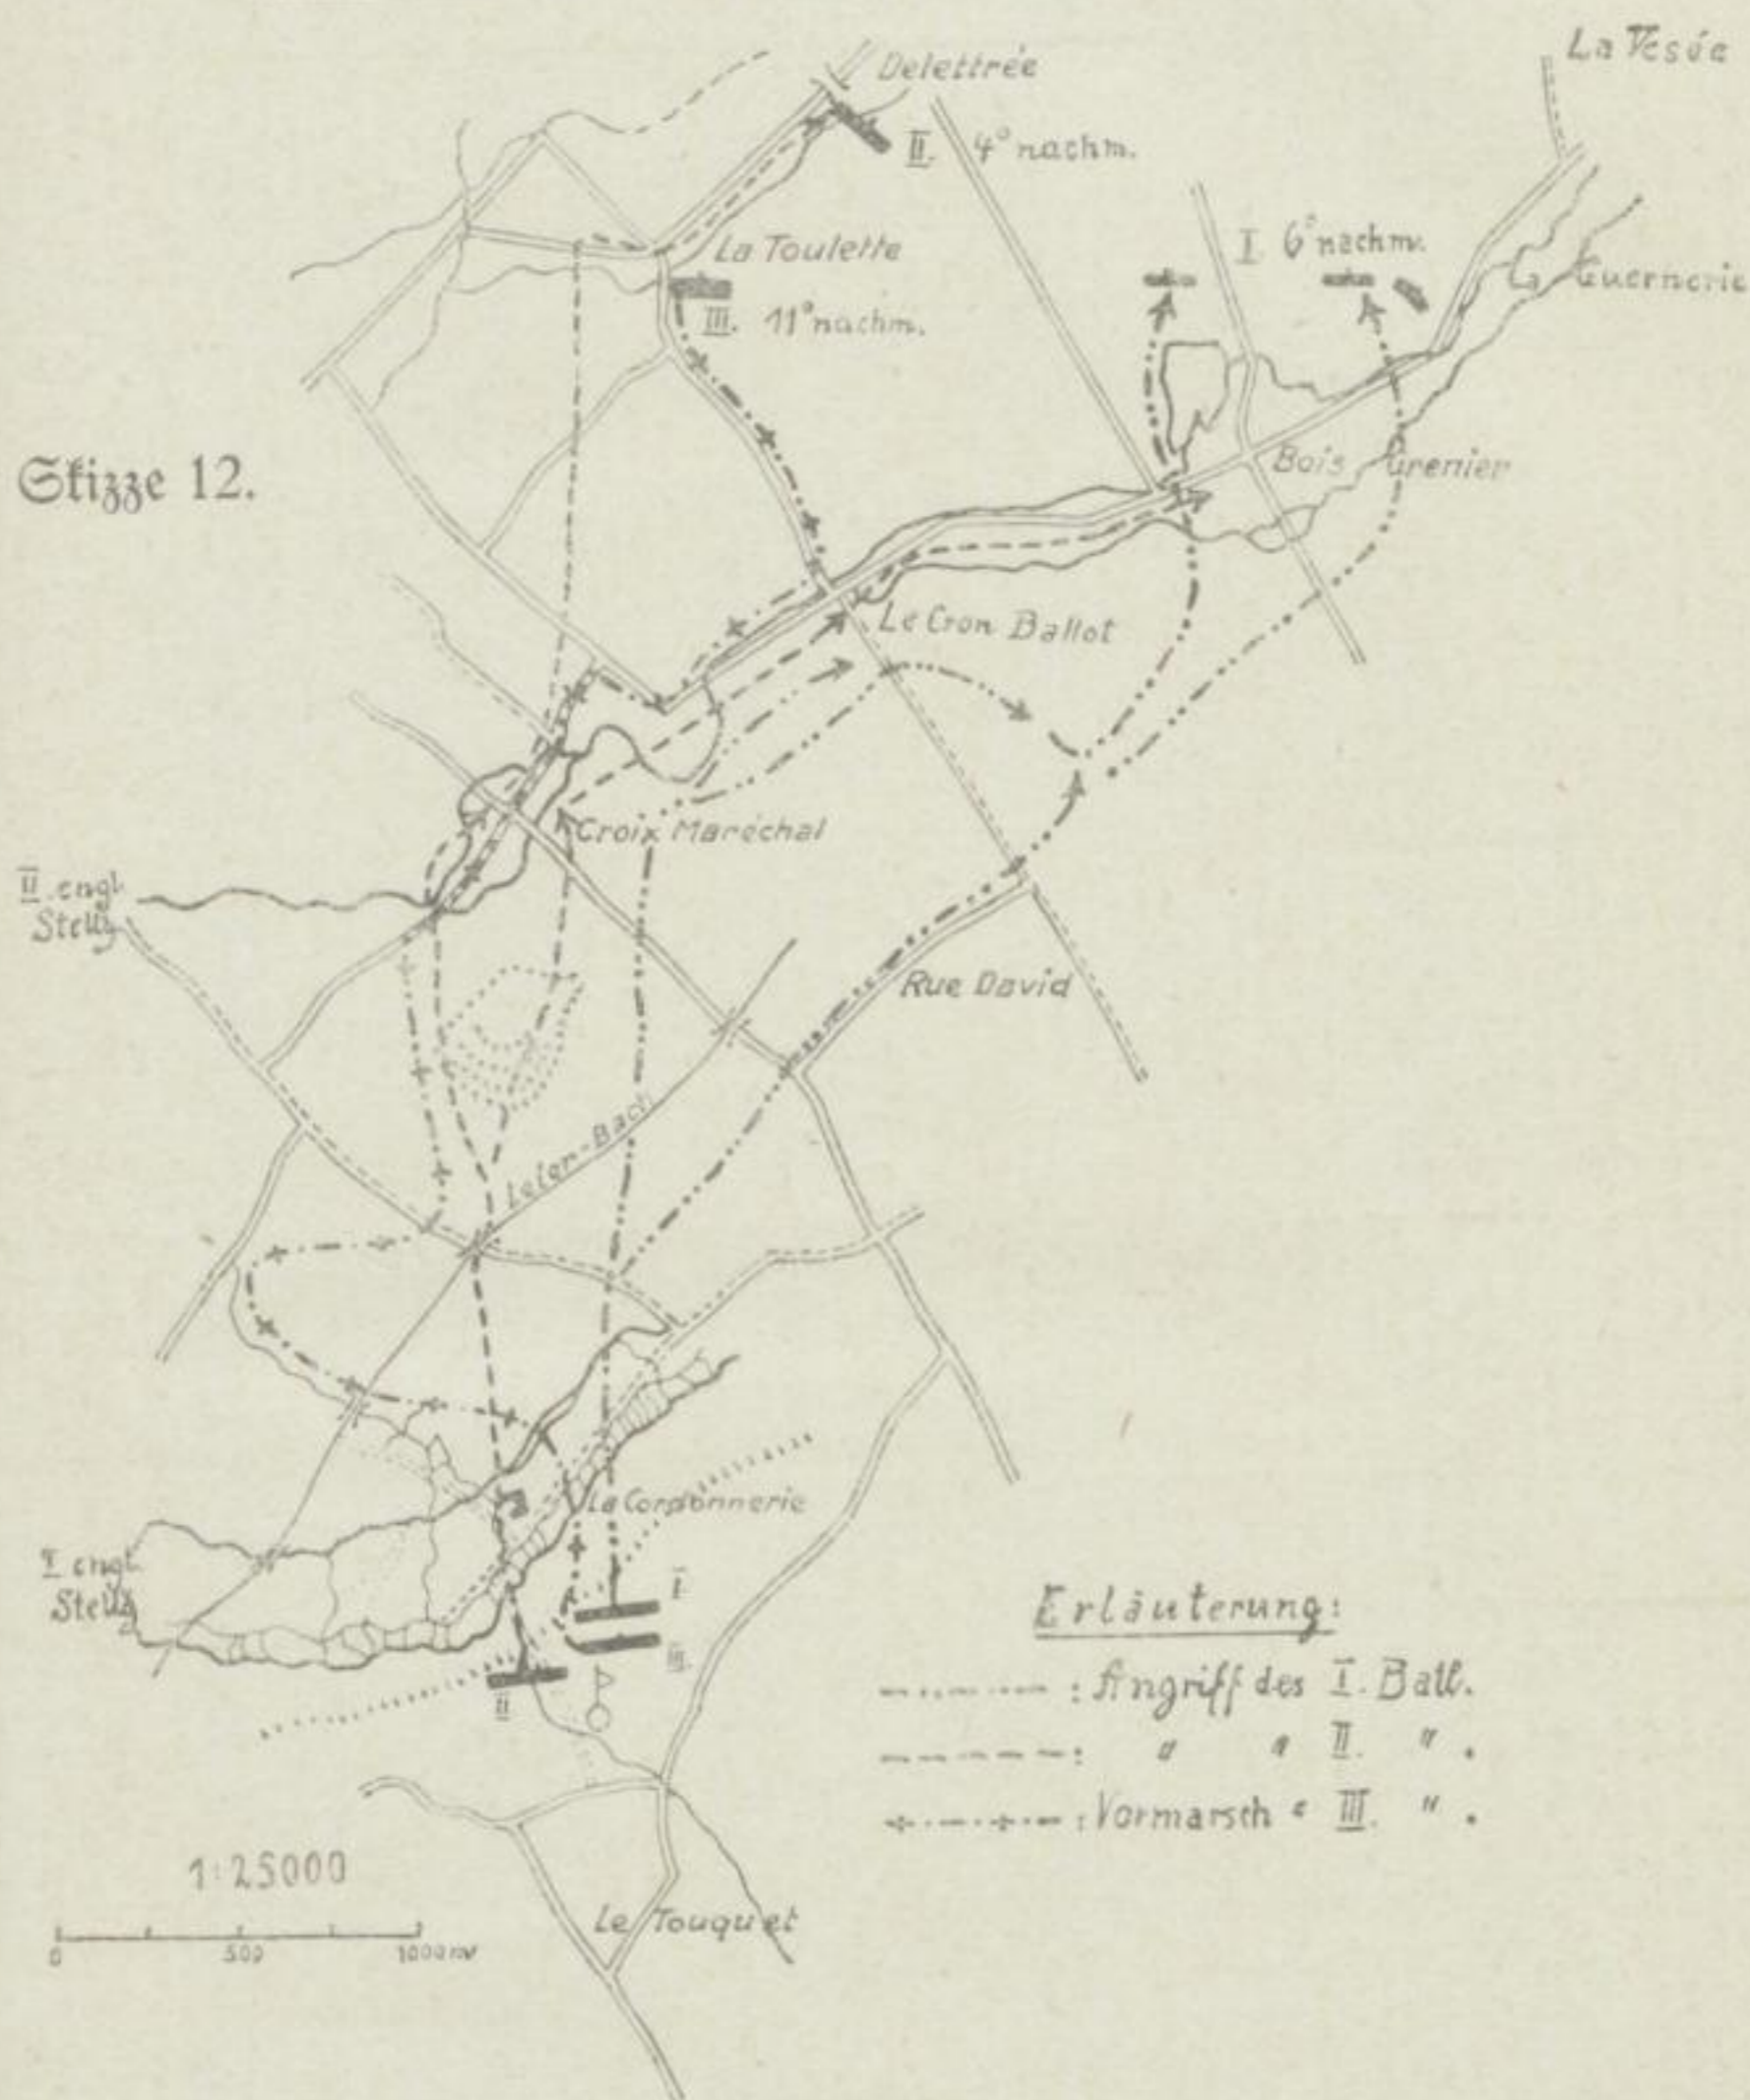 Delettrée
La Vesée
II. 4° nachm.
La Toulette
I 6° nachm.
La Guernerie
III. 11° nachm.
Skizze 12.
Bois Grenier
Le Cron Ballot
Croix Maréchal
II engl.
Stellg
Rue David
Leier-Bach
La Cordonnerie
I engl.
Stellg
I
III.
II
Erläuterung:
: Angriff des I. Batl.
: " " II. " .
: Vormarsch " III. " .
1:25000
0 500 1000 m
Le Touquet